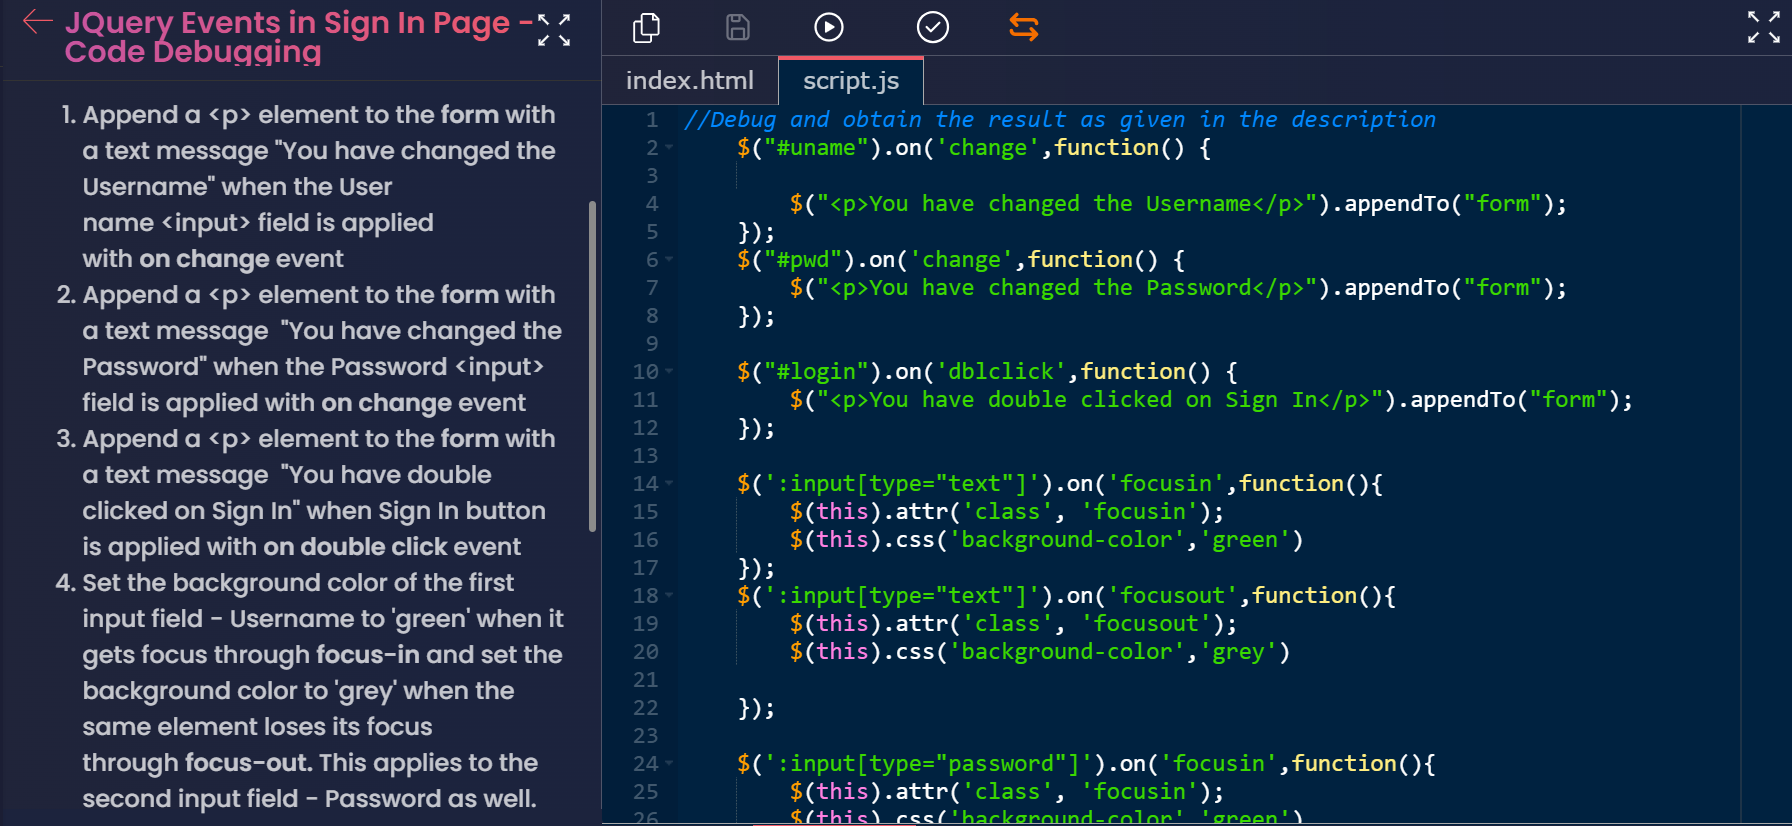 JQuery Events in Sign In Page -
Code Debugging
1. Append a <p> element to the form with
a text message "You have changed the
Username" when the User
name <input> field is applied
with on change event
2. Append a <p> element to the form with
a text message "You have changed the
Password" when the Password <input>
field is applied with on change event
3. Append a <p> element to the form with
a text message "You have double
clicked on Sign In" when Sign In button
is applied with on double click event
4. Set the background color of the first
input field - Username to 'green' when it
gets focus through focus-in and set the
background color to 'grey' when the
same element loses its focus
through focus-out. This applies to the
second input field - Password as well.
index.html
script.js
1 //Debug and obtain the result as given in the description
2 $("#uname").on('change',function() {
3
4 $("<p>You have changed the Username</p>").appendTo("form");
5 });
6 $("#pwd").on('change',function() {
7 $("<p>You have changed the Password</p>").appendTo("form");
8 });
9
10 $("#login").on('dblclick',function() {
11 $("<p>You have double clicked on Sign In</p>").appendTo("form");
12 });
13
14 $(':input[type="text"]').on('focusin',function(){
15 $(this).attr('class', 'focusin');
16 $(this).css('background-color','green')
17 });
18 $(':input[type="text"]').on('focusout',function(){
19 $(this).attr('class', 'focusout');
20 $(this).css('background-color','grey')
21
22 });
23
24 $(':input[type="password"]').on('focusin',function(){
25 $(this).attr('class', 'focusin');
26 $(this).css('background-color','green')